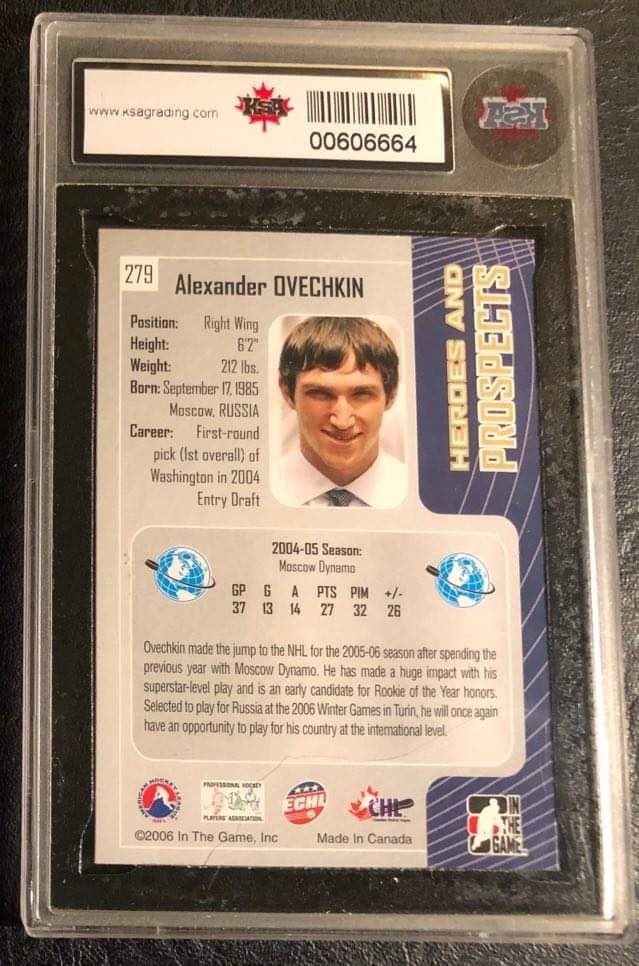 www.ksagrading.com
KSA
00606664
KSA
279
Alexander OVECHKIN
Position: Right Wing
Height: 6'2"
Weight: 212 lbs.
Born: September 17, 1985
Moscow, RUSSIA
Career: First-round
pick (1st overall) of
Washington in 2004
Entry Draft
HEROES AND
PROSPECTS
2004-05 Season:
Moscow Dynamo
GP G A PTS PIM +/-
37 13 14 27 32 26
Ovechkin made the jump to the NHL for the 2005-06 season after spending the
previous year with Moscow Dynamo. He has made a huge impact with his
superstar-level play and is an early candidate for Rookie of the Year honors.
Selected to play for Russia at the 2006 Winter Games in Turin, he will once again
have an opportunity to play for his country at the international level.
AMERICAN HOCKEY LEAGUE
PROFESSIONAL HOCKEY
PLAYERS' ASSOCIATION
ECHL
CHL
IN
THE
GAME
©2006 In The Game, Inc Made In Canada